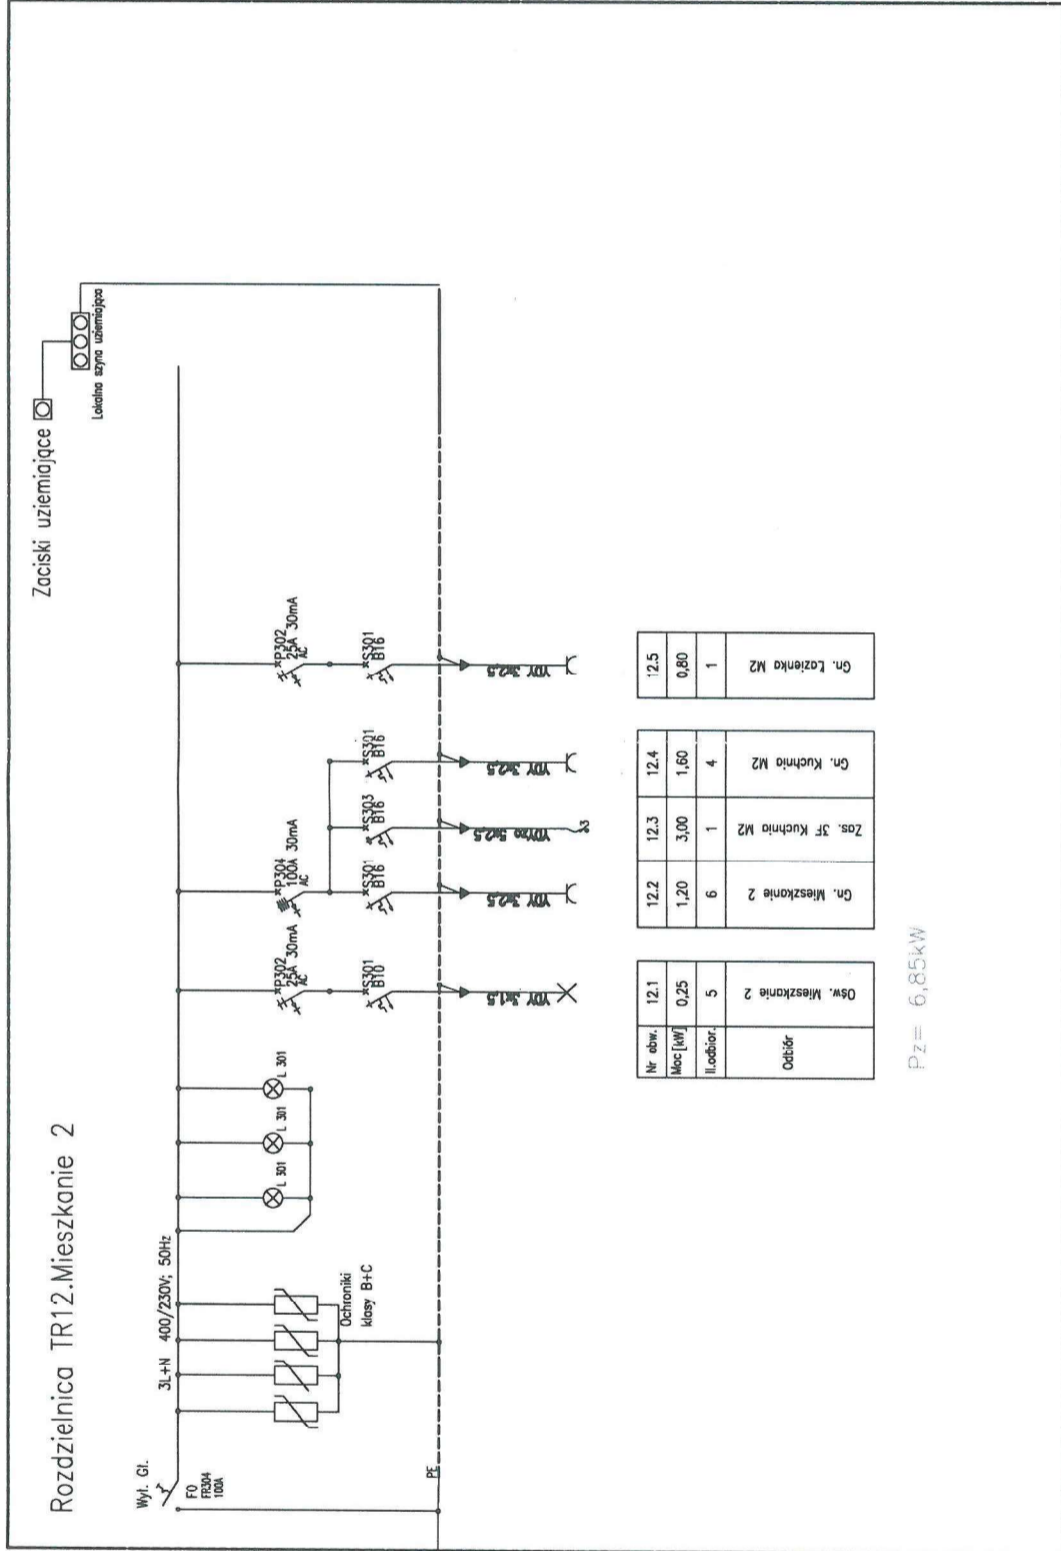 Rozdzielnica TR12.Mieszkanie 2
Zaciski uziemiające
Lokalna szyna uziemiająca
Wył. Gł.
F0
FR304
100A
3L+N 400/230V; 50Hz
Ochroniki
klasy B+C
L 301
L 301
L 301
P302
25A 30mA
AC
P304
100A 30mA
AC
P302
25A 30mA
AC
S301
B10
S301
B16
S303
B16
S301
B16
S301
B16
PE
YDY 3x1,5
YDY 3x2,5
YDYżo 5x2,5
YDY 3x2,5
YDY 3x2,5
3
Nr obw. 12.1 12.2 12.3 12.4 12.5
Moc [kW] 0,25 1,20 3,00 1,60 0,80
Il.odbior. 5 6 1 4 1
Odbiór Ośw. Mieszkanie 2 Gn. Mieszkanie 2 Zas. 3F Kuchnia M2 Gn. Kuchnia M2 Gn. Łazienka M2
Pz= 6,85kW